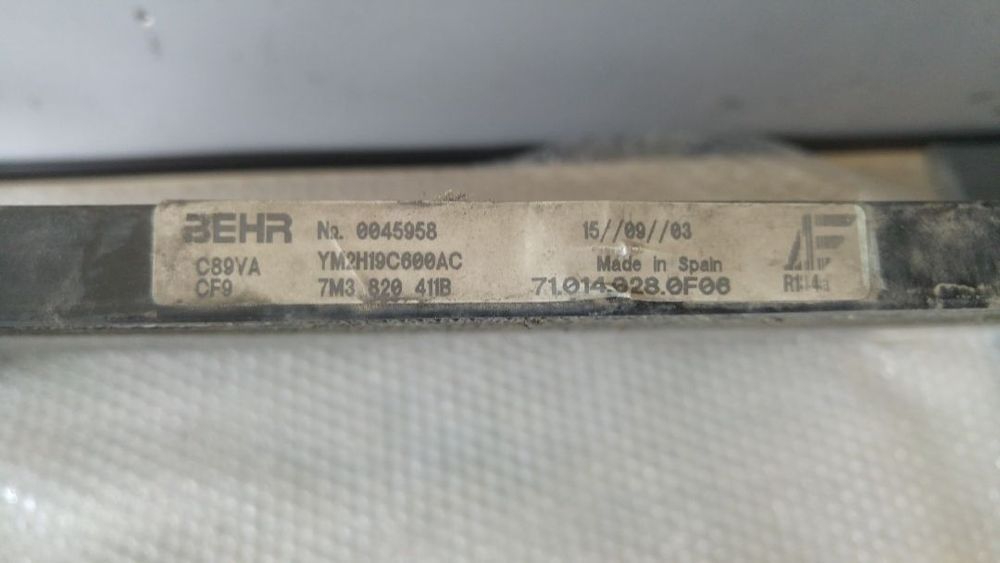 BEHR No. 0045958 15//09//03
C89VA YM2H19C600AC Made in Spain
CF9 7M3 820 411B 71.014.928.0F06